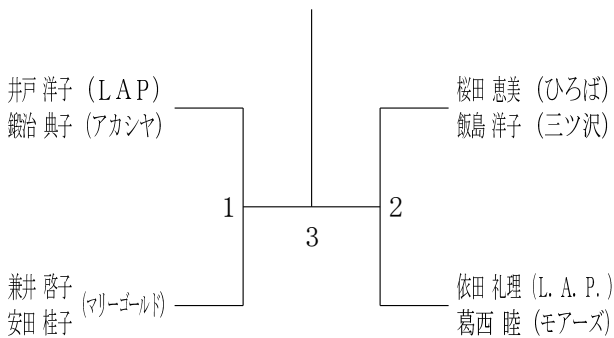 井戸 洋子 (LAP)
鍛治 典子 (アカシヤ)
桜田 恵美 (ひろば)
飯島 洋子 (三ツ沢)
1
2
3
兼井 啓子
安田 桂子
(マリーゴールド)
依田 礼理 (L. A. P. )
葛西 睦 (モアーズ)